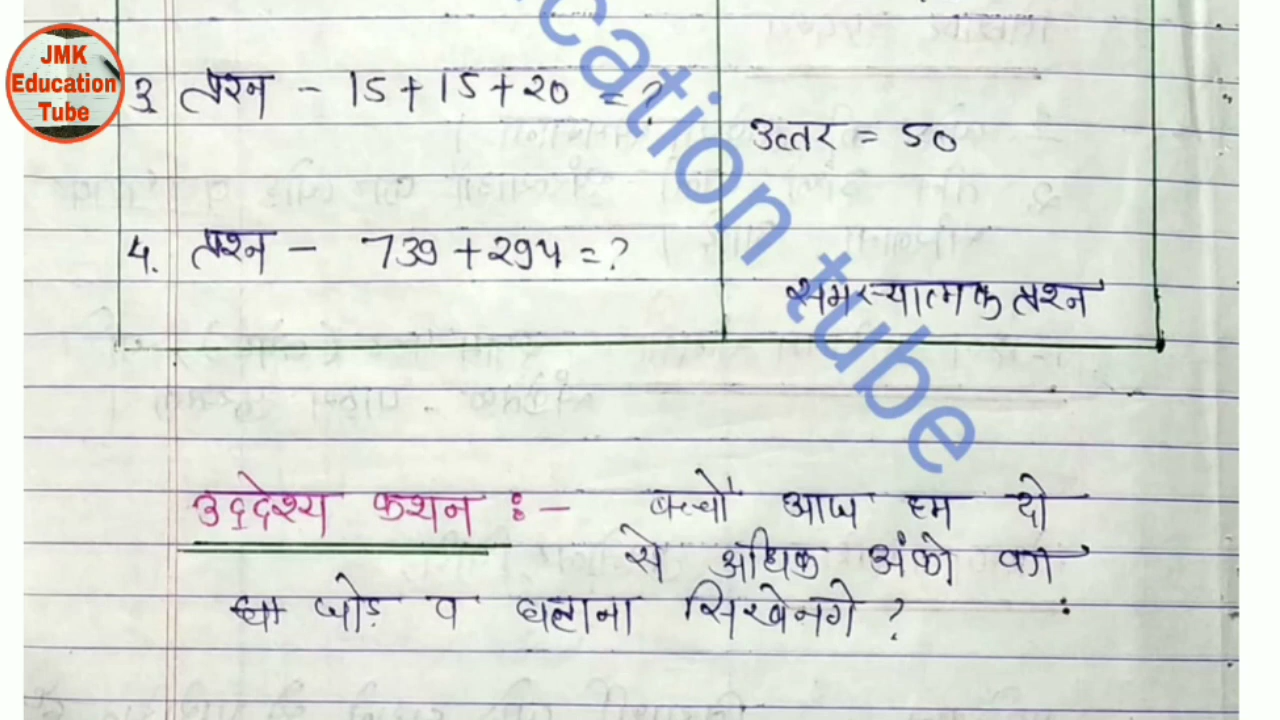 JMK
Education
Tube
cation tube
3 प्रश्न - 15+15+20 = ?
उत्तर = 50
4. प्रश्न - 739+294=?
समस्यात्मक प्रश्न
उद्देश्य कथन :- बच्चों आज हम दो
से अधिक अंको का
जोड़ व घटाना सिखेनगे ?